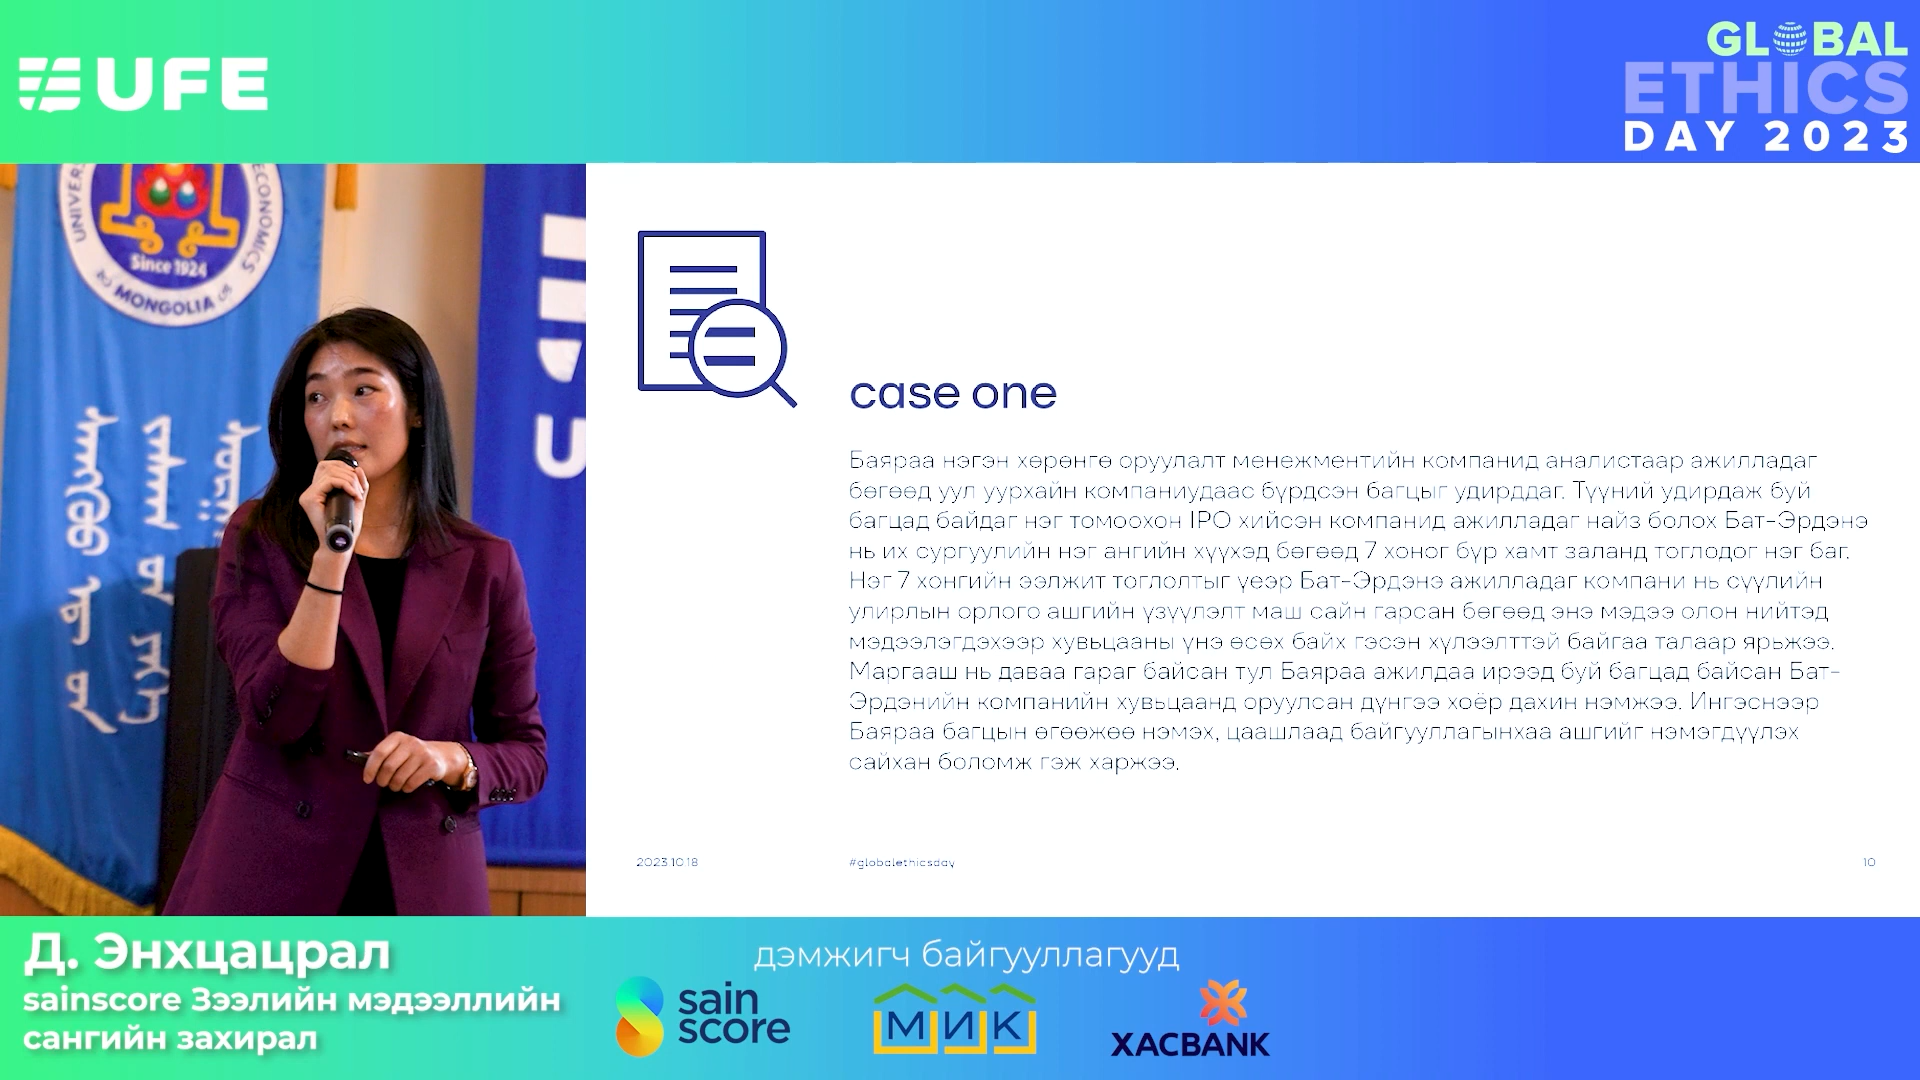 UFE
GLOBAL
ETHICS
DAY 2023
ECONOMICS
Since 1924
MONGOLIA
case one
Баяраа нэгэн хөрөнгө оруулалт менежментийн компанид аналистаар ажилладаг
бөгөөд уул уурхайн компаниудаас бүрдсэн багцыг удирддаг. Түүний удирдаж буй
багцад байдаг нэг томоохон IPO хийсэн компанид ажилладаг найз болох Бат-Эрдэнэ
нь их сургуулийн нэг ангийн хүүхэд бөгөөд 7 хоног бүр хамт заланд тоглодог нэг баг.
Нэг 7 хонгийн ээлжит тоглолтыг үеэр Бат-Эрдэнэ ажилладаг компани нь сүүлийн
улирлын орлого ашгийн үзүүлэлт маш сайн гарсан бөгөөд энэ мэдээ олон нийтэд
мэдээлэгдэхээр хувьцааны үнэ өсөх байх гэсэн хүлээлттэй байгаа талаар ярьжээ.
Маргааш нь даваа гараг байсан тул Баяраа ажилдаа ирээд буй багцад байсан Бат-
Эрдэнийн компанийн хувьцаанд оруулсан дүнгээ хоёр дахин нэмжээ. Ингэснээр
Баяраа багцын өгөөжөө нэмэх, цаашлаад байгууллагынхаа ашгийг нэмэгдүүлэх
сайхан боломж гэж харжээ.
2023.10.18
#globalethicsday
10
Д. Энхцацрал
sainscore Зээлийн мэдээллийн
сангийн захирал
дэмжигч байгууллагууд
sain
score
МИК
XACBANK